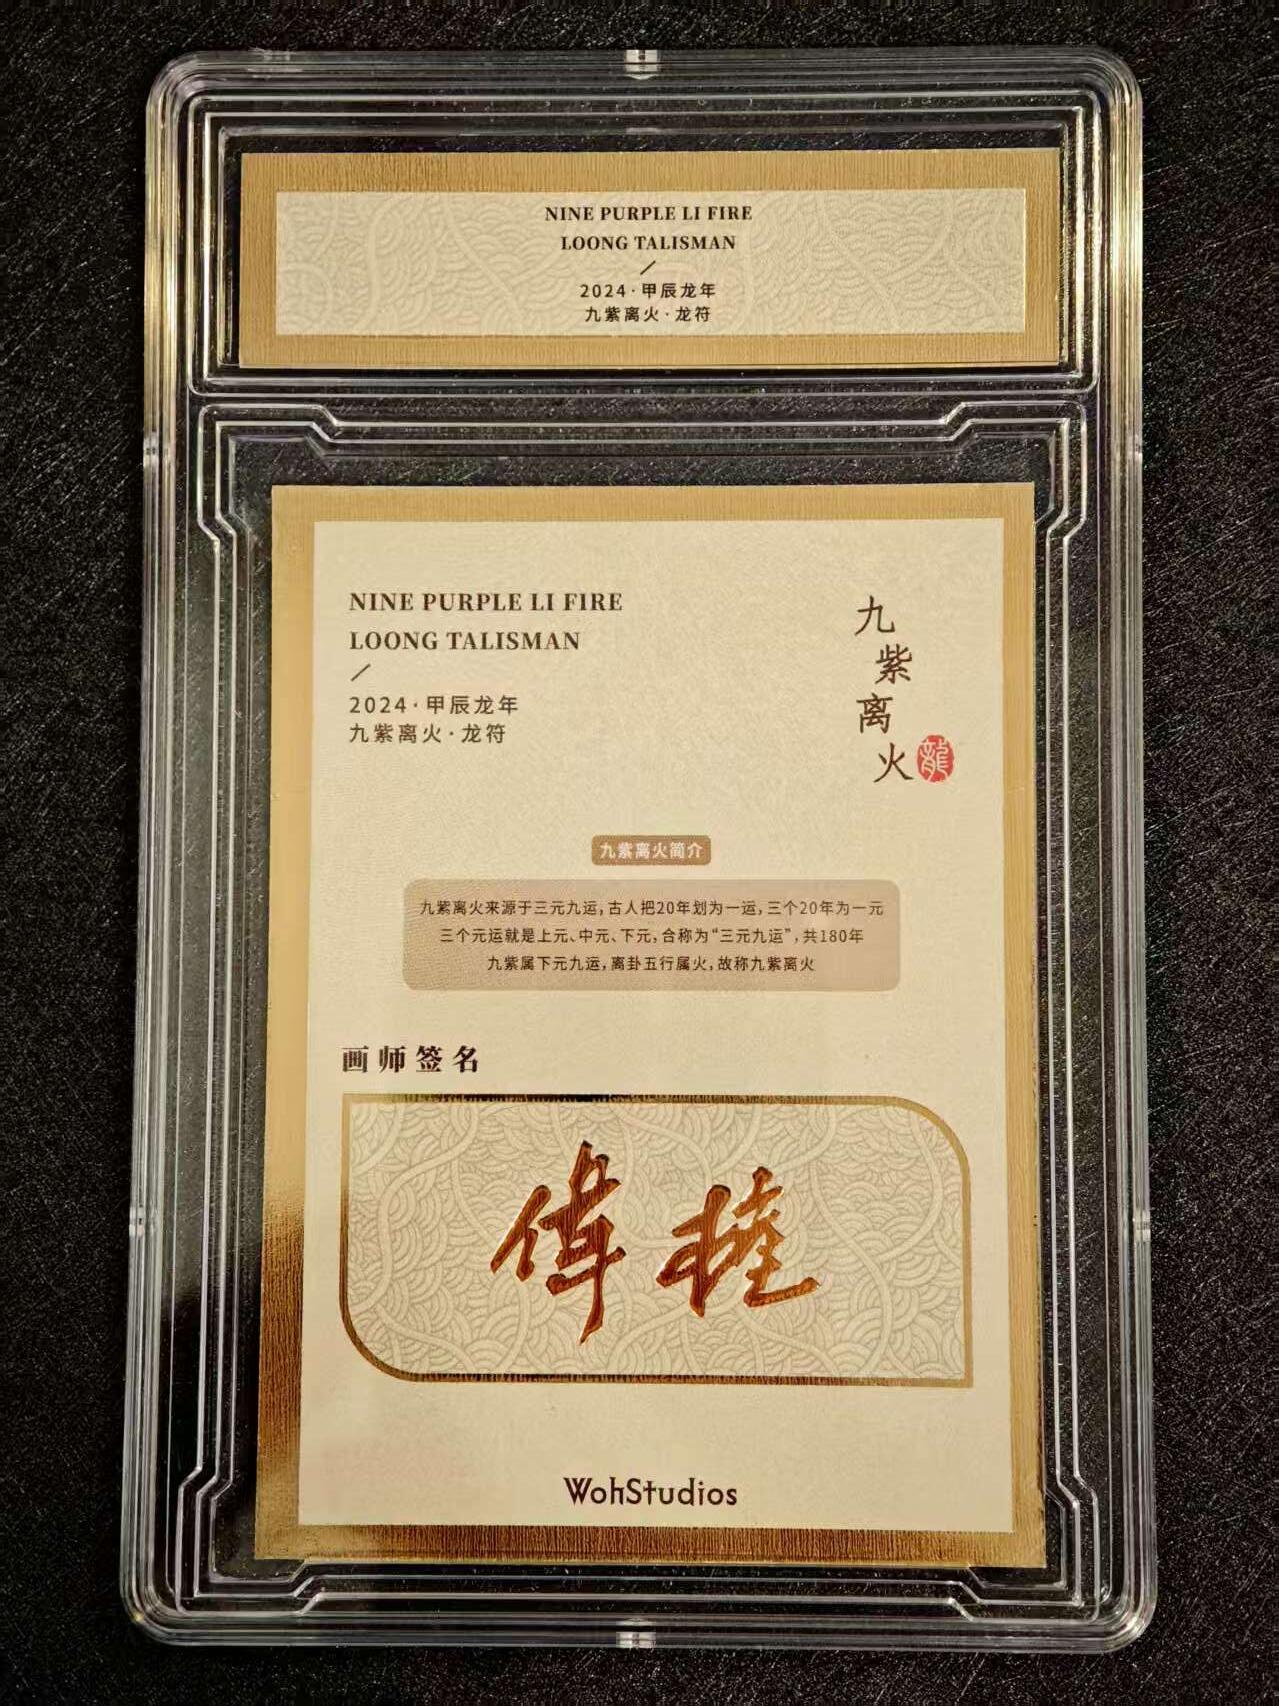 NINE PURPLE LI FIRE
LOONG TALISMAN
/
2024·甲辰龙年
九紫离火·龙符
NINE PURPLE LI FIRE
LOONG TALISMAN
/
2024·甲辰龙年
九紫离火·龙符
九紫离火
龍
九紫离火简介
九紫离火来源于三元九运,古人把20年划为一运,三个20年为一元
三个元运就是上元、中元、下元,合称为“三元九运”,共180年
九紫属下元九运,离卦五行属火,故称九紫离火
画师签名
偉
WohStudios